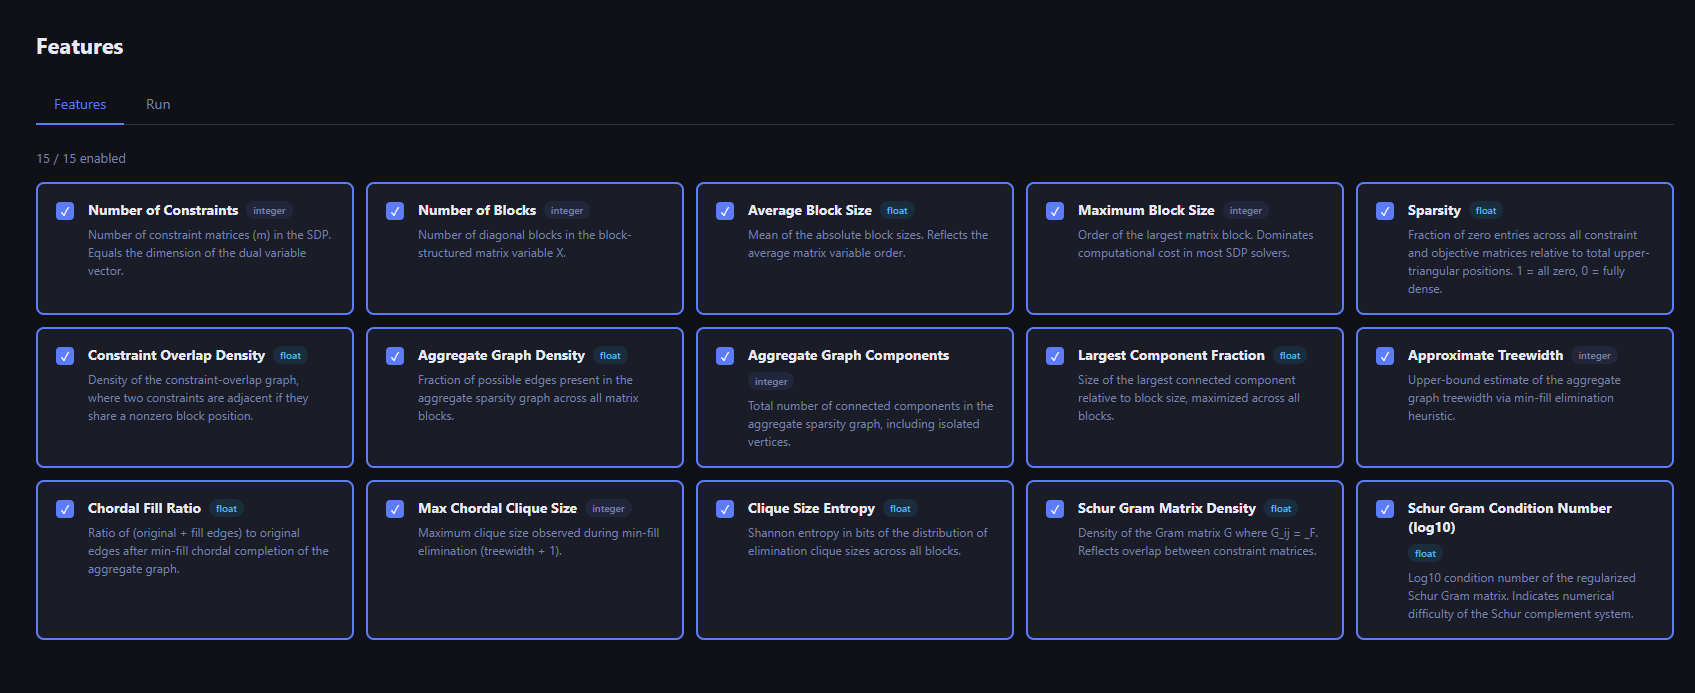 Features
Features Run
15 / 15 enabled
Number of Constraints integer
Number of constraint matrices (m) in the SDP.
Equals the dimension of the dual variable
vector.
Number of Blocks integer
Number of diagonal blocks in the block-
structured matrix variable X.
Average Block Size float
Mean of the absolute block sizes. Reflects the
average matrix variable order.
Maximum Block Size integer
Order of the largest matrix block. Dominates
computational cost in most SDP solvers.
Sparsity float
Fraction of zero entries across all constraint
and objective matrices relative to total upper-
triangular positions. 1 = all zero, 0 = fully
dense.
Constraint Overlap Density float
Density of the constraint-overlap graph,
where two constraints are adjacent if they
share a nonzero block position.
Aggregate Graph Density float
Fraction of possible edges present in the
aggregate sparsity graph across all matrix
blocks.
Aggregate Graph Components
integer
Total number of connected components in the
aggregate sparsity graph, including isolated
vertices.
Largest Component Fraction float
Size of the largest connected component
relative to block size, maximized across all
blocks.
Approximate Treewidth integer
Upper-bound estimate of the aggregate
graph treewidth via min-fill elimination
heuristic.
Chordal Fill Ratio float
Ratio of (original + fill edges) to original
edges after min-fill chordal completion of the
aggregate graph.
Max Chordal Clique Size integer
Maximum clique size observed during min-fill
elimination (treewidth + 1).
Clique Size Entropy float
Shannon entropy in bits of the distribution of
elimination clique sizes across all blocks.
Schur Gram Matrix Density float
Density of the Gram matrix G where G_ij = _F.
Reflects overlap between constraint matrices.
Schur Gram Condition Number
(log10)
float
Log10 condition number of the regularized
Schur Gram matrix. Indicates numerical
difficulty of the Schur complement system.